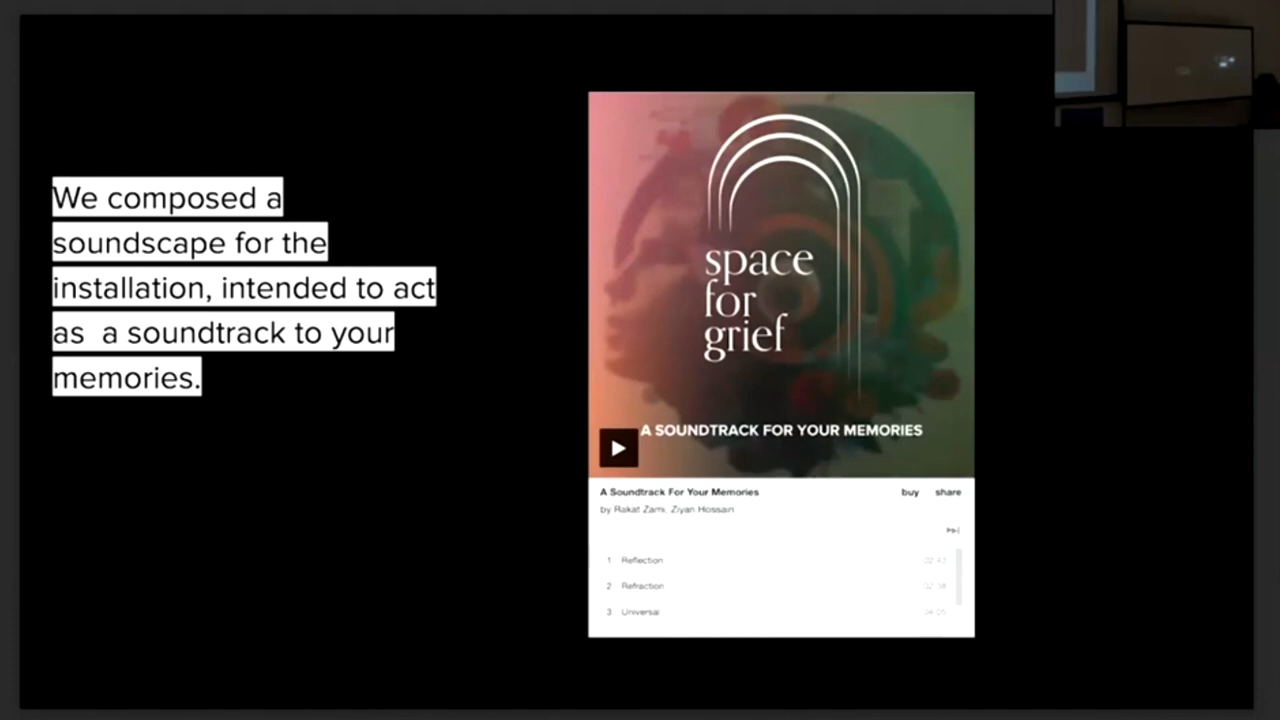 We composed a
soundscape for the
installation, intended to act
as a soundtrack to your
memories.
space
for
grief
A SOUNDTRACK FOR YOUR MEMORIES
A Soundtrack For Your Memories buy share
by Rakat Zami, Ziyan Hossain
1 Reflection
2 Refraction
3 Universal